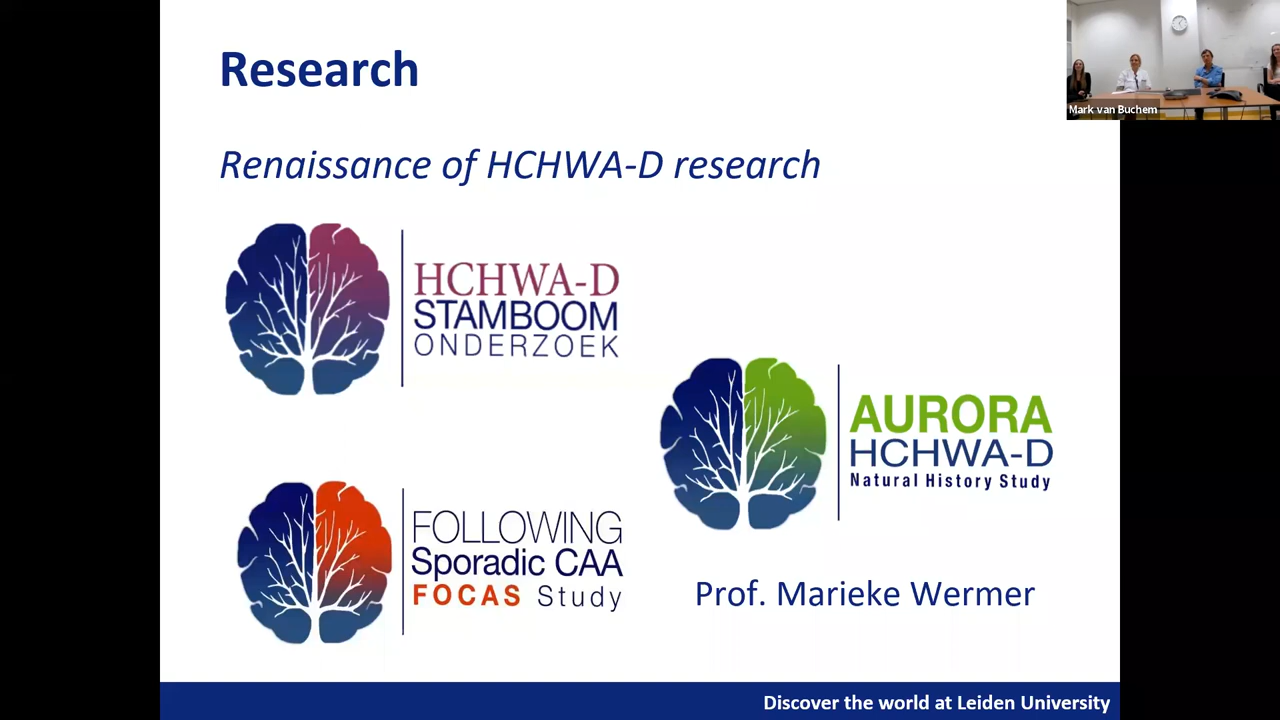 Research
Mark van Buchem
Renaissance of HCHWA-D research
HCHWA-D
STAMBOOM
ONDERZOEK
AURORA
HCHWA-D
Natural History Study
FOLLOWING
Sporadic CAA
FOCAS Study
Prof. Marieke Wermer
Discover the world at Leiden University